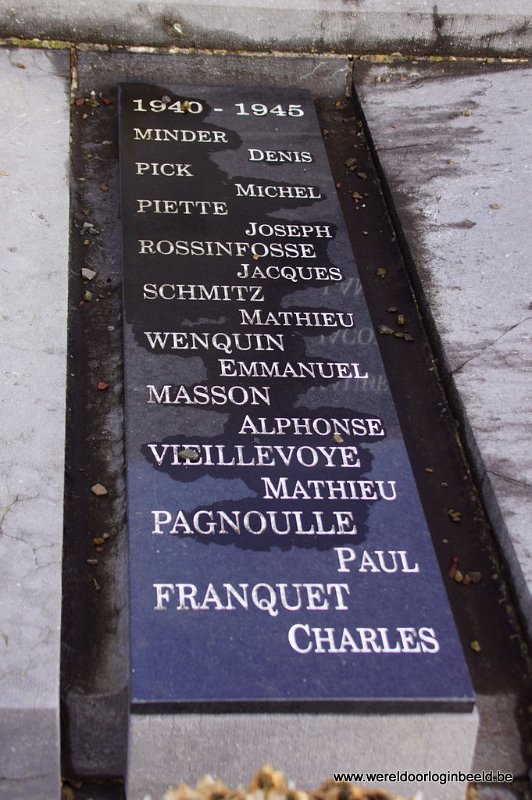 1940 - 1945
MINDER
DENIS
PICK
MICHEL
PIETTE
JOSEPH
ROSSINFOSSE
JACQUES
SCHMITZ
MATHIEU
WENQUIN
EMMANUEL
MASSON
ALPHONSE
VIEILLEVOYE
MATHIEU
PAGNOULLE
PAUL
FRANQUET
CHARLES
www.wereldoorloginbeeld.be